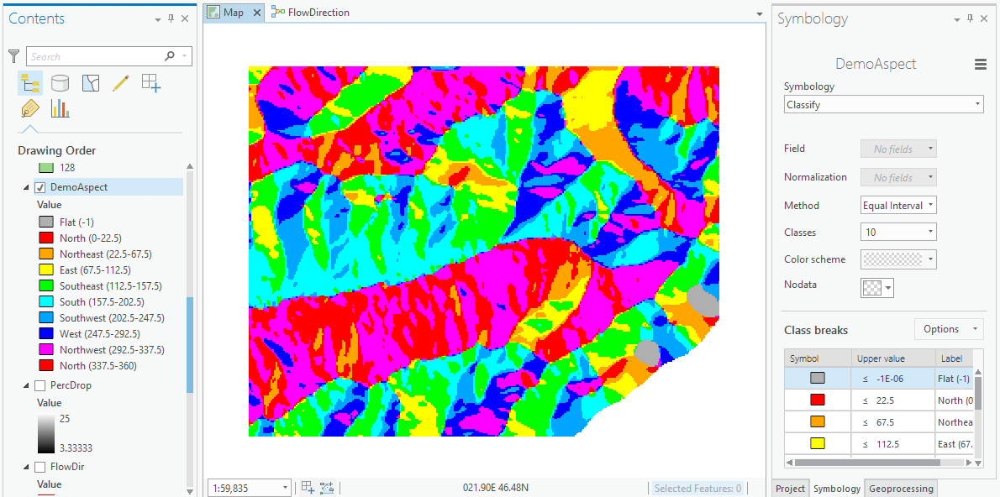 Contents
Search
Drawing Order
128
DemoAspect
Value
Flat (-1)
North (0-22.5)
Northeast (22.5-67.5)
East (67.5-112.5)
Southeast (112.5-157.5)
South (157.5-202.5)
Southwest (202.5-247.5)
West (247.5-292.5)
Northwest (292.5-337.5)
North (337.5-360)
PercDrop
Value
25
3.33333
FlowDir
Value
Map
FlowDirection
1:59,835
021.90E 46.48N
Selected Features: 0
Symbology
DemoAspect
Symbology
Classify
Field No fields
Normalization No fields
Method Equal Interval
Classes 10
Color scheme
Nodata
Class breaks Options
Symbol Upper value Label
≤ -1E-06 Flat (-1)
≤ 22.5 North (0
≤ 67.5 Northea
≤ 112.5 East (67.
Project Symbology Geoprocessing